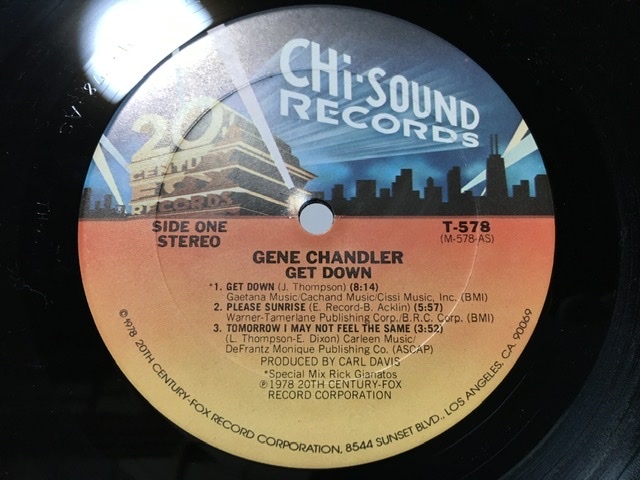 CHi-SOUND
RECORDS
20th
CENTURY
FOX
RECORDS
SIDE ONE
STEREO
T-578
(M-578-AS)
GENE CHANDLER
GET DOWN
*1. GET DOWN (J. Thompson) (8:14)
Gaetana Music/Cachand Music/Cissi Music, Inc. (BMI)
2. PLEASE SUNRISE (E. Record-B. Acklin) (5:57)
Warner-Tamerlane Publishing Corp./B.R.C. Corp. (BMI)
3. TOMORROW I MAY NOT FEEL THE SAME (3:52)
(L. Thompson-E. Dixon) Carleen Music/
DeFrantz Monique Publishing Co. (ASCAP)
PRODUCED BY CARL DAVIS
*Special Mix Rick Gianatos
℗ 1978 20TH CENTURY-FOX
RECORD CORPORATION
©1978 20TH CENTURY-FOX RECORD CORPORATION, 8544 SUNSET BLVD., LOS ANGELES, CA 90069